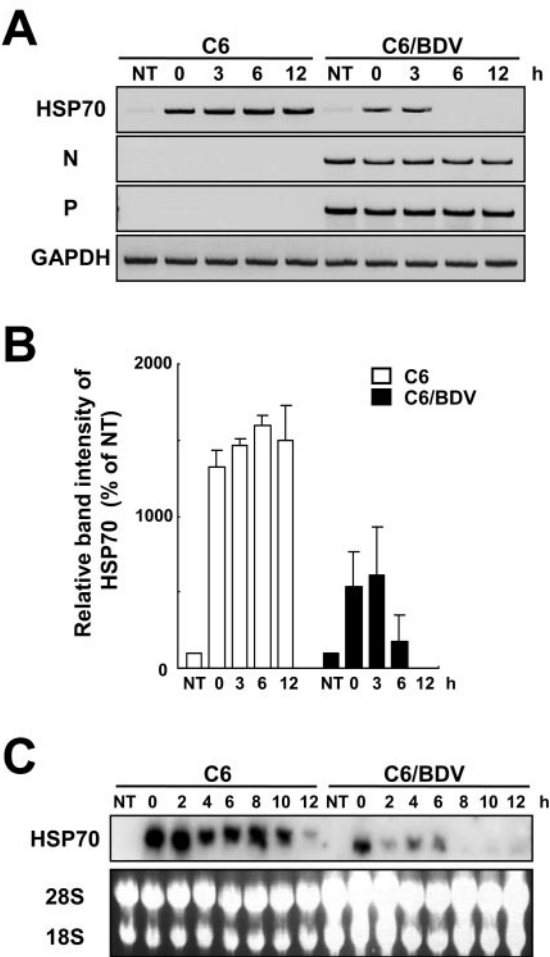 A
C6 C6/BDV
NT 0 3 6 12 NT 0 3 6 12 h
HSP70
N
P
GAPDH
B
2000
1000
0
Relative band intensity of
HSP70 (% of NT)
C6
C6/BDV
NT 0 3 6 12 NT 0 3 6 12 h
C
C6 C6/BDV
NT 0 2 4 6 8 10 12 NT 0 2 4 6 8 10 12 h
HSP70
28S
18S